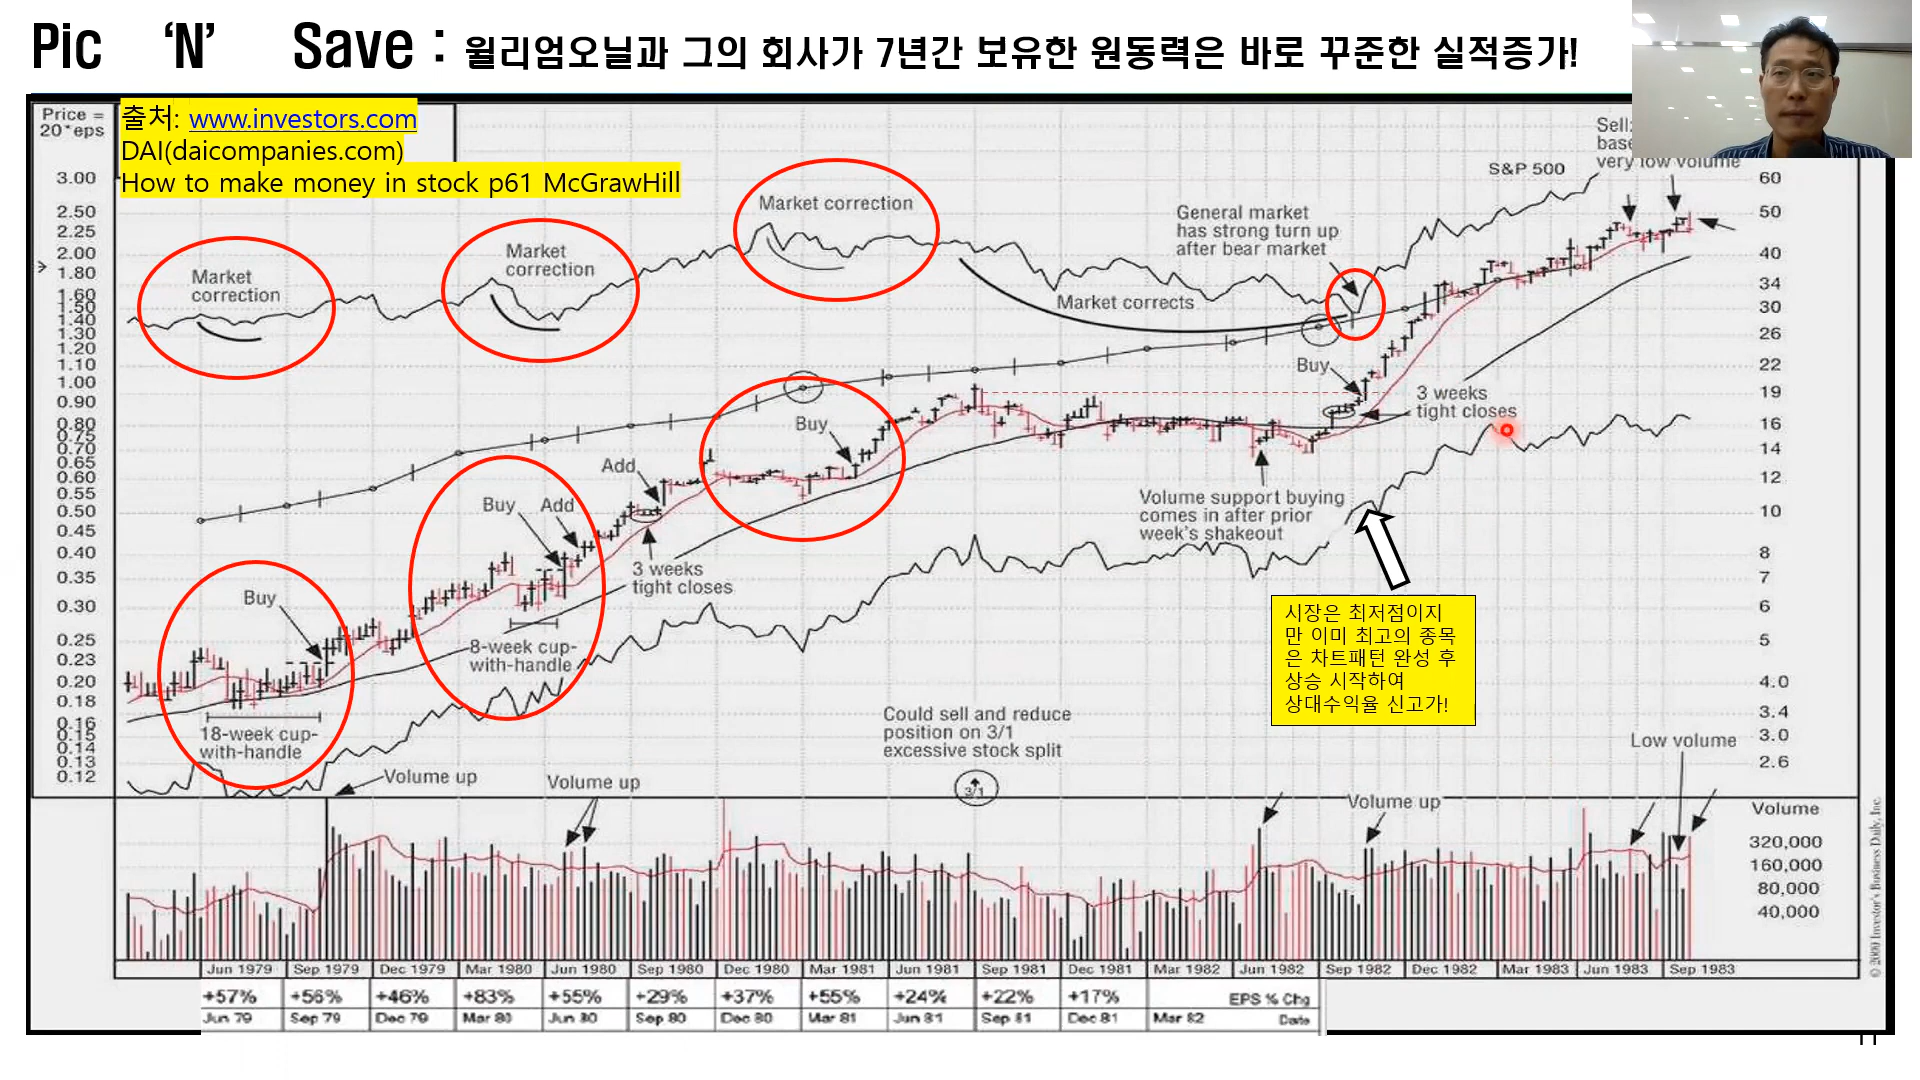 Pic 'N' Save : 윌리엄오닐과 그의 회사가 7년간 보유한 원동력은 바로 꾸준한 실적증가!
Price =
20*eps
출처: www.investors.com
DAI(daicompanies.com)
How to make money in stock p61 McGrawHill
3.00
2.50
2.25
2.00
1.80
1.60
1.50
1.40
1.30
1.20
1.10
1.00
0.90
0.80
0.75
0.70
0.65
0.60
0.55
0.50
0.45
0.40
0.35
0.30
0.25
0.23
0.20
0.18
0.16
0.15
0.14
0.13
0.12
Market
correction
Market
correction
Market correction
Market corrects
General market
has strong turn up
after bear market
S&P 500
very low volume
60
50
40
34
30
26
22
19
16
14
12
10
8
7
6
5
4.0
3.4
3.0
2.6
Buy
18-week cup-
with-handle
Buy
Add
8-week cup-
with-handle
Add
3 weeks
tight closes
Buy
Buy
3 weeks
tight closes
Volume support buying
comes in after prior
week's shakeout
시장은 최저점이지
만 이미 최고의 종목
은 차트패턴 완성 후
상승 시작하여
상대수익율 신고가!
Could sell and reduce
position on 3/1
excessive stock split
3/1
Volume up
Volume up
Volume up
Low volume
Volume
320,000
160,000
80,000
40,000
© 2000 Investor's Business Daily, Inc.
Jun 1979 Sep 1979 Dec 1979 Mar 1980 Jun 1980 Sep 1980 Dec 1980 Mar 1981 Jun 1981 Sep 1981 Dec 1981 Mar 1982 Jun 1982 Sep 1982 Dec 1982 Mar 1983 Jun 1983 Sep 1983
+57% +56% +46% +83% +55% +29% +37% +55% +24% +22% +17% EPS % Chg
Jun 79 Sep 79 Dec 79 Mar 80 Jun 80 Sep 80 Dec 80 Mar 81 Jun 81 Sep 81 Dec 81 Mar 82 Date